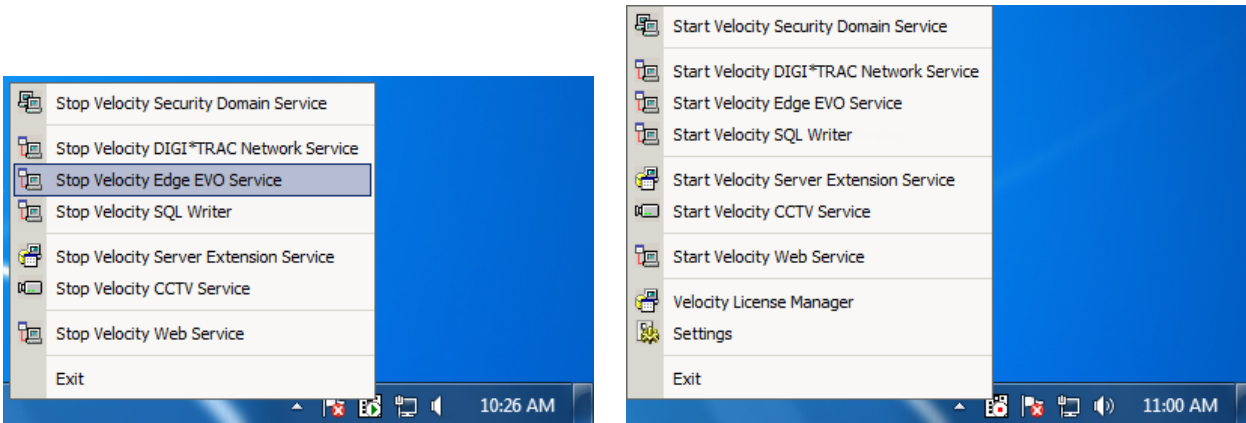 Stop Velocity Security Domain Service
Stop Velocity DIGI*TRAC Network Service
Stop Velocity Edge EVO Service
Stop Velocity SQL Writer
Stop Velocity Server Extension Service
Stop Velocity CCTV Service
Stop Velocity Web Service
Exit
10:26 AM
Start Velocity Security Domain Service
Start Velocity DIGI*TRAC Network Service
Start Velocity Edge EVO Service
Start Velocity SQL Writer
Start Velocity Server Extension Service
Start Velocity CCTV Service
Start Velocity Web Service
Velocity License Manager
Settings
Exit
11:00 AM